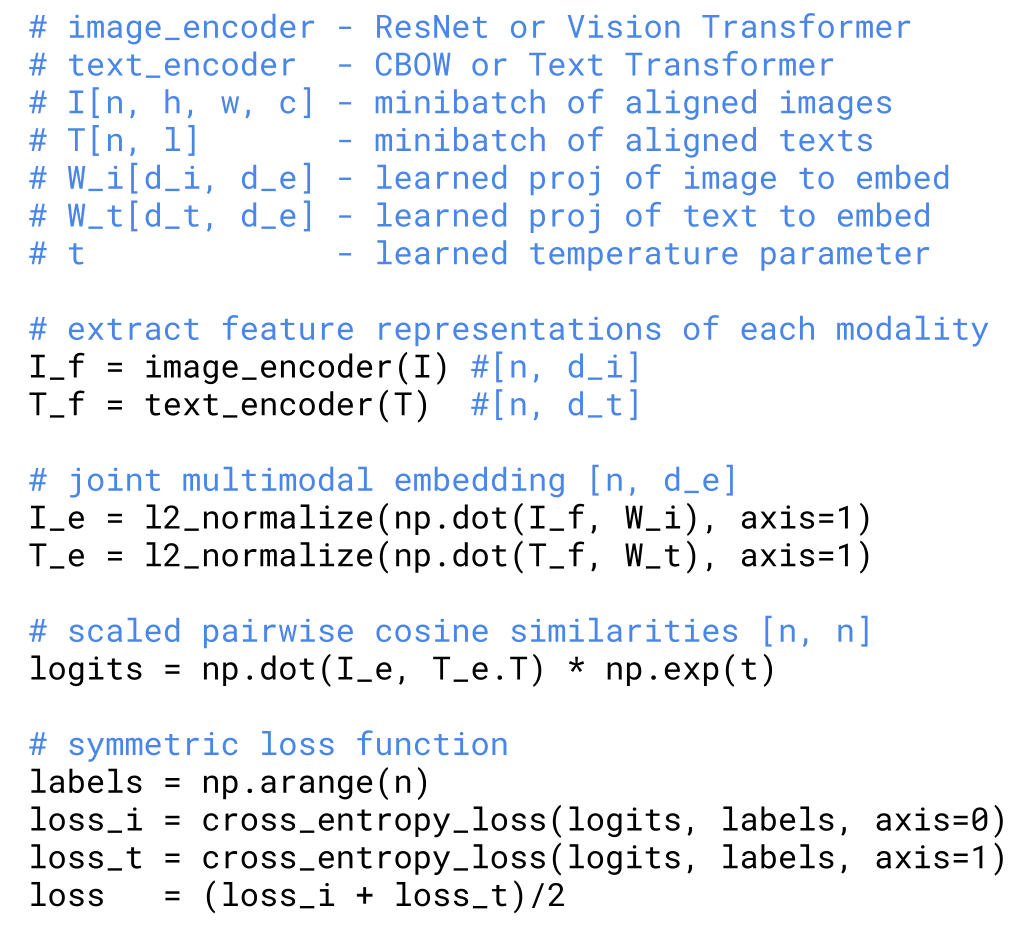 # image_encoder - ResNet or Vision Transformer
# text_encoder  - CBOW or Text Transformer
# I[n, h, w, c] - minibatch of aligned images
# T[n, l]       - minibatch of aligned texts
# W_i[d_i, d_e] - learned proj of image to embed
# W_t[d_t, d_e] - learned proj of text to embed
# t             - learned temperature parameter

# extract feature representations of each modality
I_f = image_encoder(I) #[n, d_i]
T_f = text_encoder(T)  #[n, d_t]

# joint multimodal embedding [n, d_e]
I_e = l2_normalize(np.dot(I_f, W_i), axis=1)
T_e = l2_normalize(np.dot(T_f, W_t), axis=1)

# scaled pairwise cosine similarities [n, n]
logits = np.dot(I_e, T_e.T) * np.exp(t)

# symmetric loss function
labels = np.arange(n)
loss_i = cross_entropy_loss(logits, labels, axis=0)
loss_t = cross_entropy_loss(logits, labels, axis=1)
loss   = (loss_i + loss_t)/2